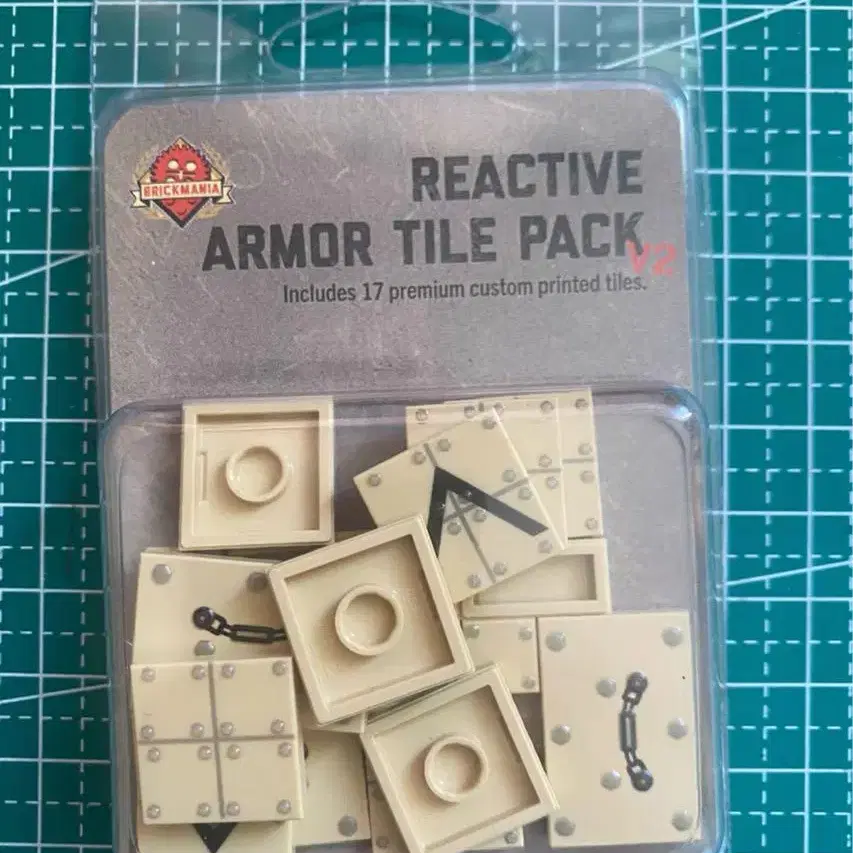 BRICKMANIA
REACTIVE
ARMOR TILE PACK
V2
Includes 17 premium custom printed tiles.